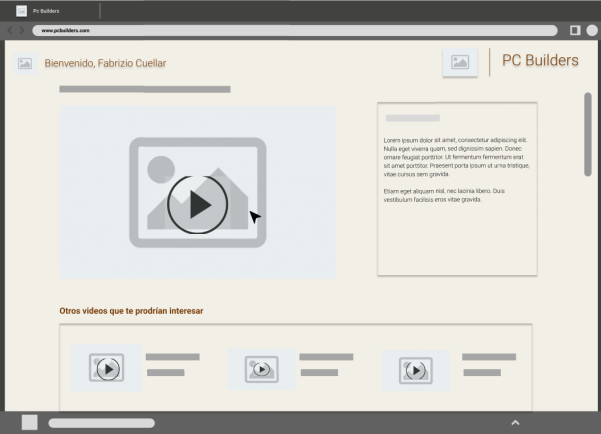 Pc Builders
www.pcbuilders.com
Bienvenido, Fabrizio Cuellar
PC Builders
Lorem ipsum dolor sit amet, consectetur adipiscing elit.
Nulla eget viverra quam, sed dignissim sapien. Donec
ornare feugiat porttitor. Ut fermentum fermentum erat
sit amet porttitor. Praesent porta ipsum ut urna tristique,
vitae cursus sem gravida.
Etiam eget aliquam nisl, nec lacinia libero. Duis
vestibulum facilisis eros vitae gravida.
Otros videos que te prodrían interesar